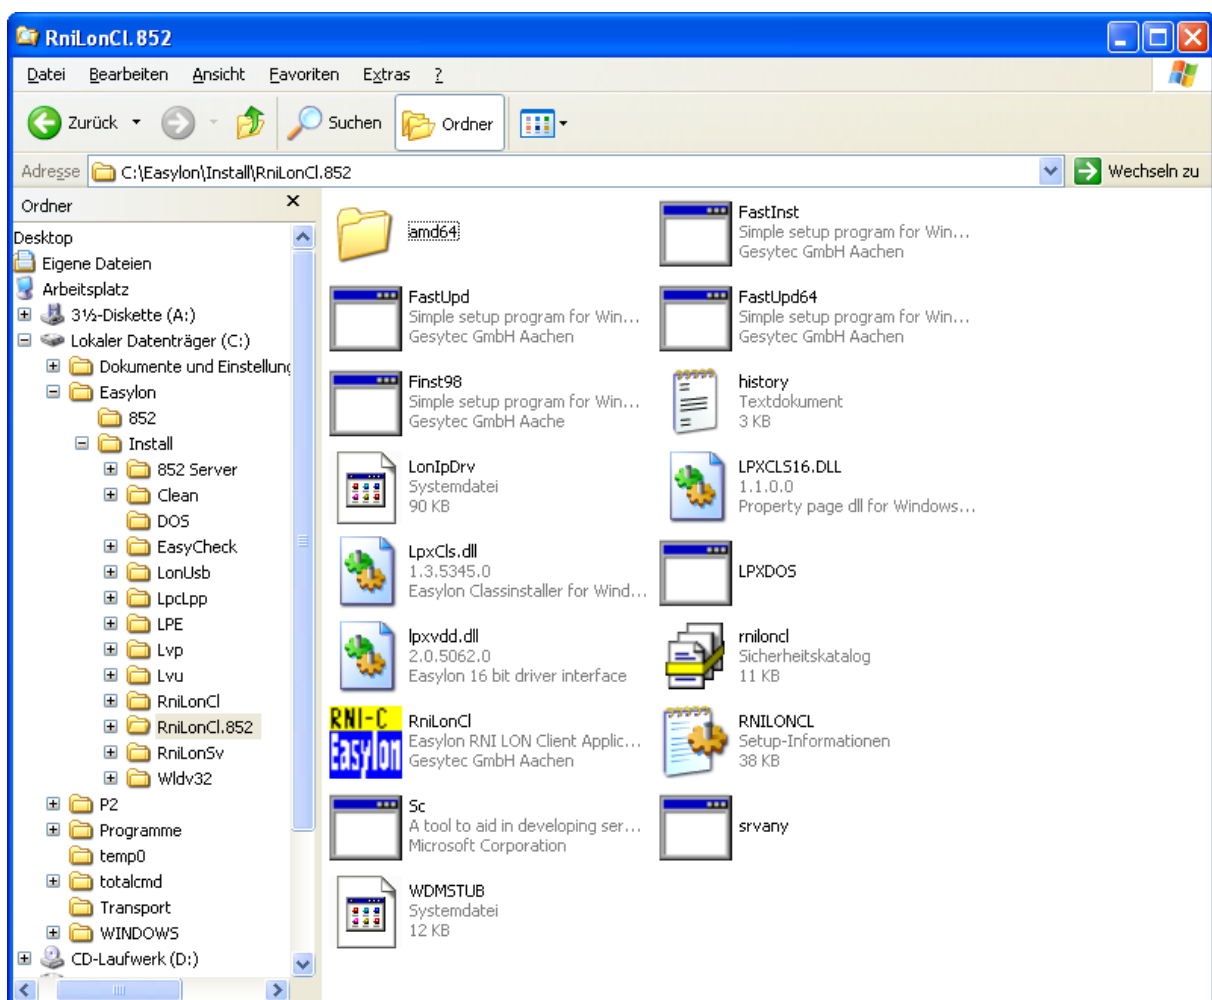 RniLonCl.852
Datei Bearbeiten Ansicht Favoriten Extras ?
Zurück Suchen Ordner
Adresse C:\Easylon\Install\RniLonCl.852 Wechseln zu
Ordner
Desktop
Eigene Dateien
Arbeitsplatz
3½-Diskette (A:)
Lokaler Datenträger (C:)
Dokumente und Einstellung
Easylon
852
Install
852 Server
Clean
DOS
EasyCheck
LonUsb
LpcLpp
LPE
Lvp
Lvu
RniLonCl
RniLonCl.852
RniLonSv
Wldv32
P2
Programme
temp0
totalcmd
Transport
WINDOWS
CD-Laufwerk (D:)
amd64
FastInst
Simple setup program for Win...
Gesytec GmbH Aachen
FastUpd
Simple setup program for Win...
Gesytec GmbH Aachen
FastUpd64
Simple setup program for Win...
Gesytec GmbH Aachen
Finst98
Simple setup program for Win...
Gesytec GmbH Aache
history
Textdokument
3 KB
LonIpDrv
Systemdatei
90 KB
LPXCLS16.DLL
1.1.0.0
Property page dll for Windows...
LpxCls.dll
1.3.5345.0
Easylon Classinstaller for Wind...
LPXDOS
lpxvdd.dll
2.0.5062.0
Easylon 16 bit driver interface
rniloncl
Sicherheitskatalog
11 KB
RNI-C
Easylon
RniLonCl
Easylon RNI LON Client Applic...
Gesytec GmbH Aachen
RNILONCL
Setup-Informationen
38 KB
Sc
A tool to aid in developing ser...
Microsoft Corporation
srvany
WDMSTUB
Systemdatei
12 KB